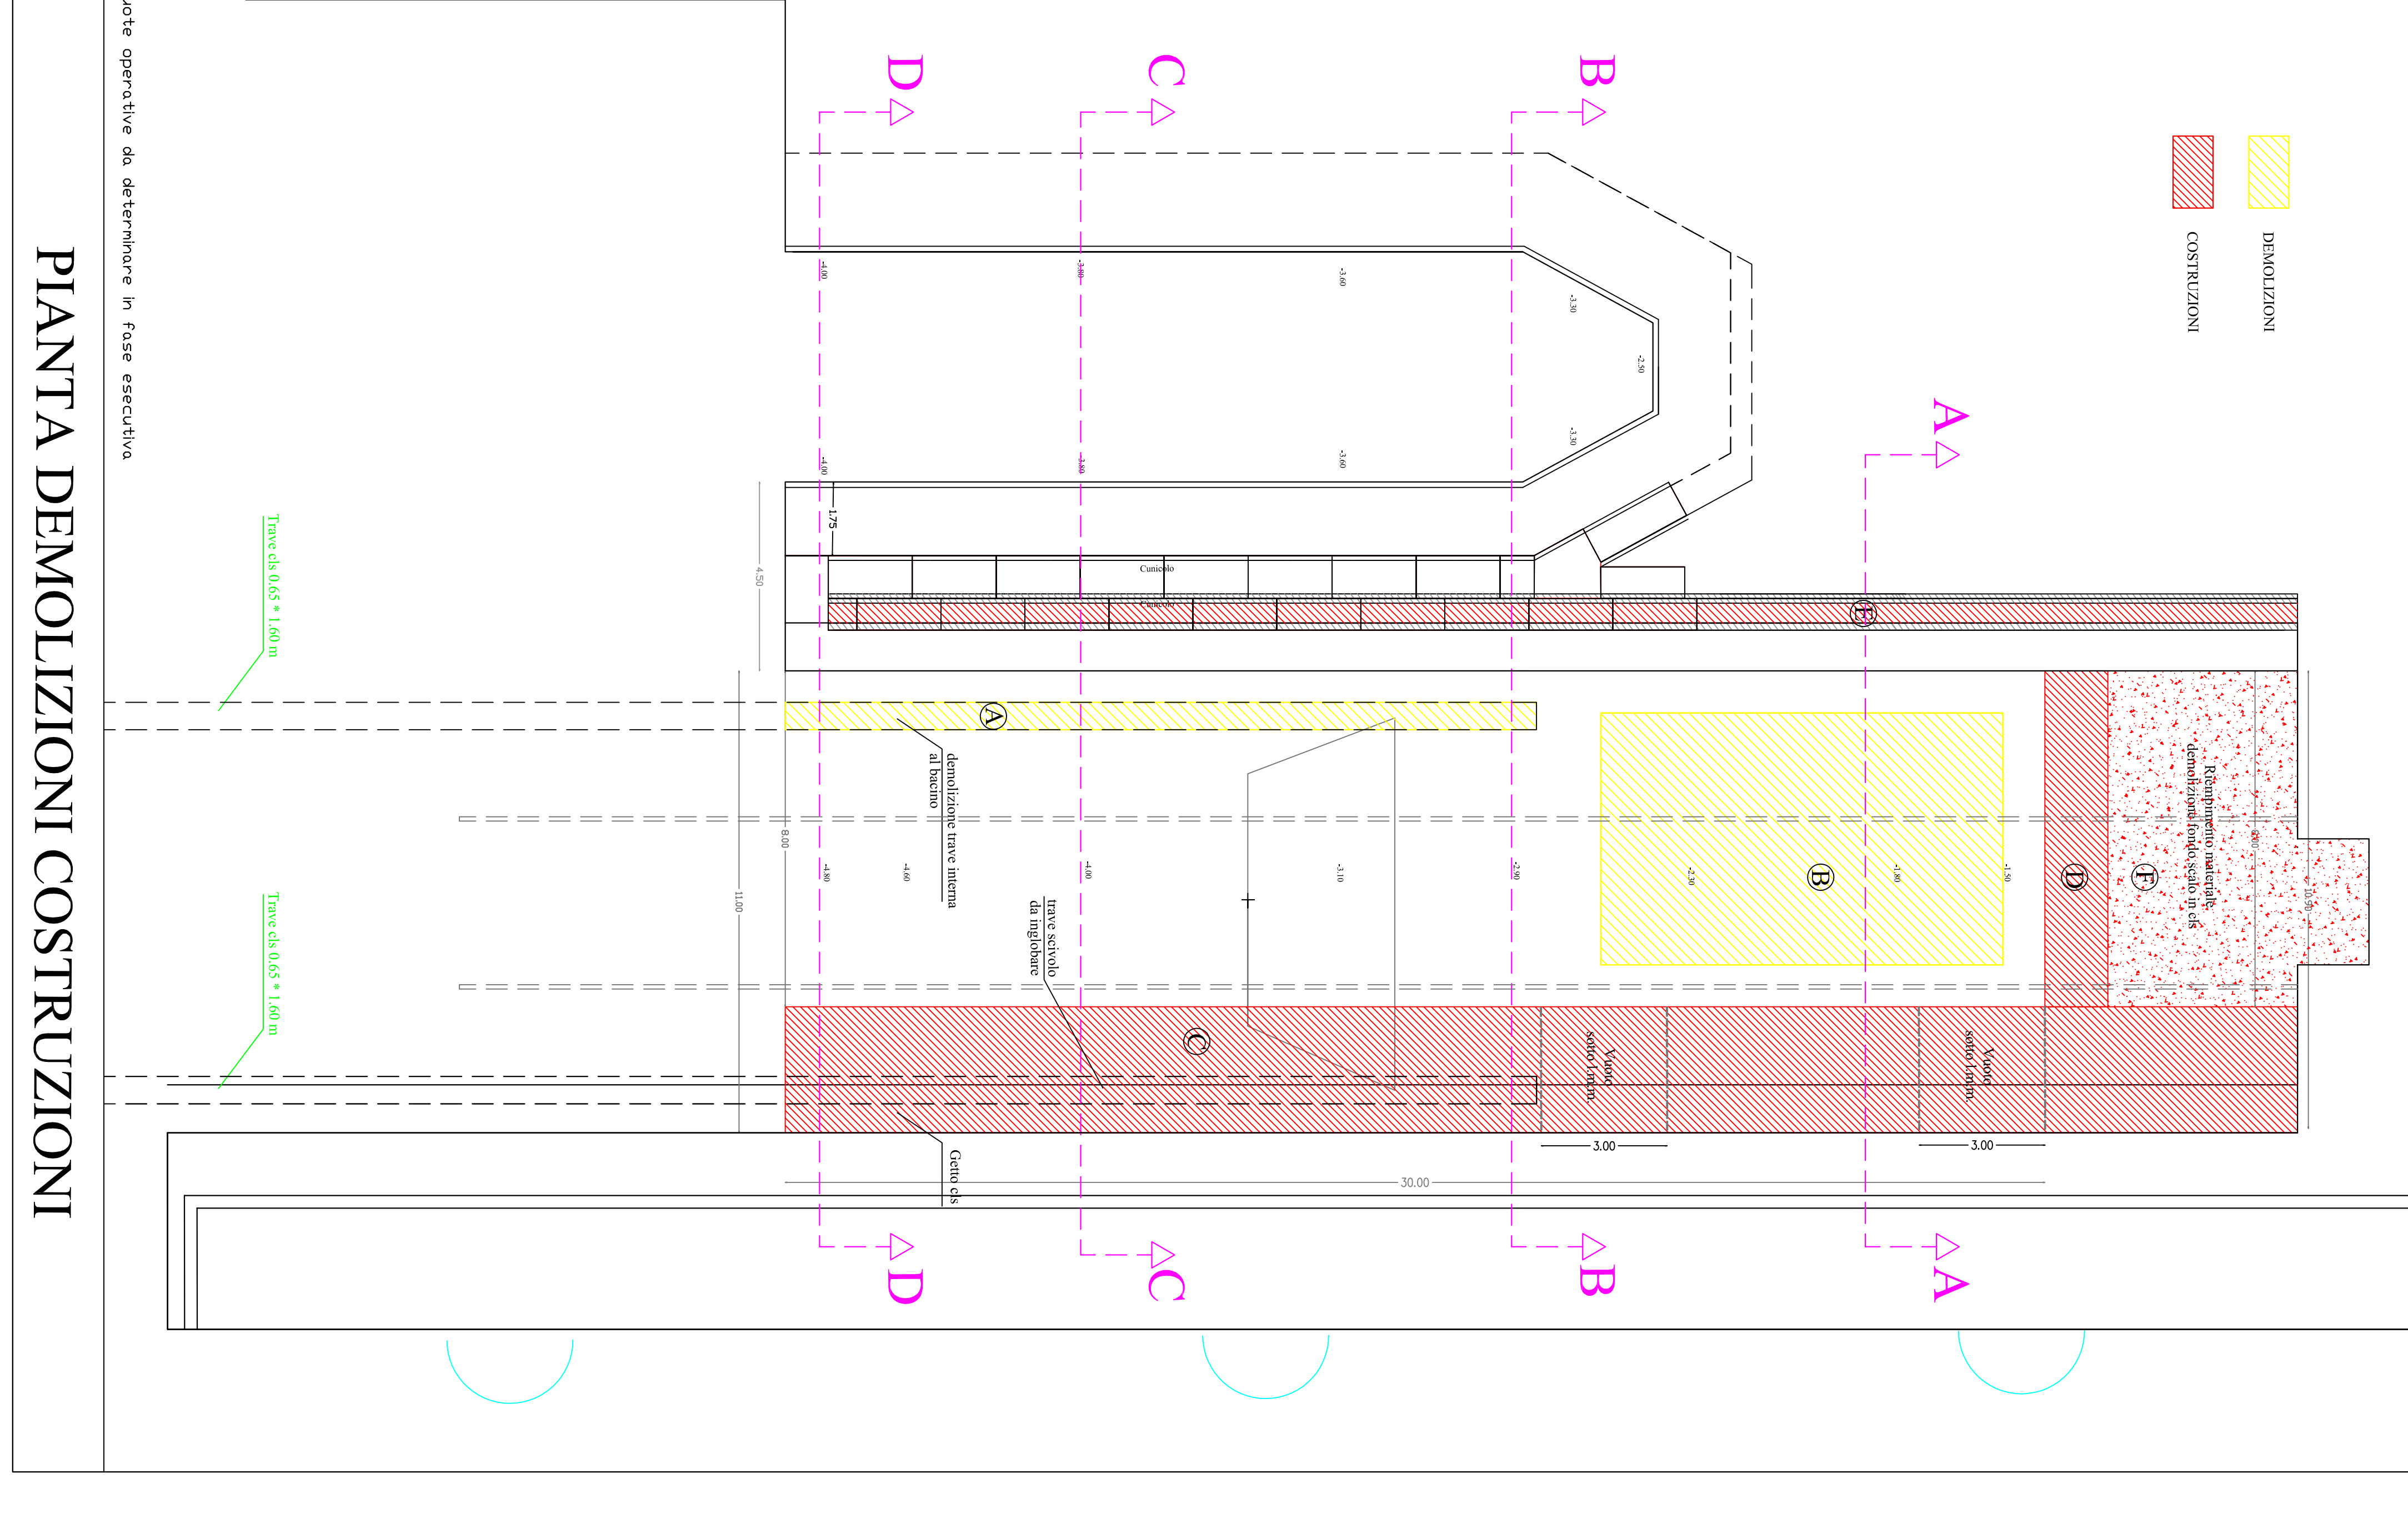 DEMOLIZIONI
COSTRUZIONI
A
B
C
D
-4.00
-3.80
-3.60
-3.30
-2.50
-3.30
-3.60
-3.80
-4.00
1.75
4.50
Cunicolo
Cunicolo
E
A
demolizione trave interna
al bacino
8.00
11.00
-4.80
-4.60
-4.00
-3.10
-2.90
-2.30
-1.80
-1.50
B
D
F
Riempimento materiale
demolizione fondo scalo in cls
6.00
10.90
trave scivolo
da inglobare
C
Vuoto
sotto l.m.m.
Vuoto
sotto l.m.m.
3.00
3.00
Getto cls
30.00
A
B
C
D
Trave cls 0.65 * 1.60 m
Trave cls 0.65 * 1.60 m
uote operative da determinare in fase esecutiva
PIANTA DEMOLIZIONI COSTRUZIONI